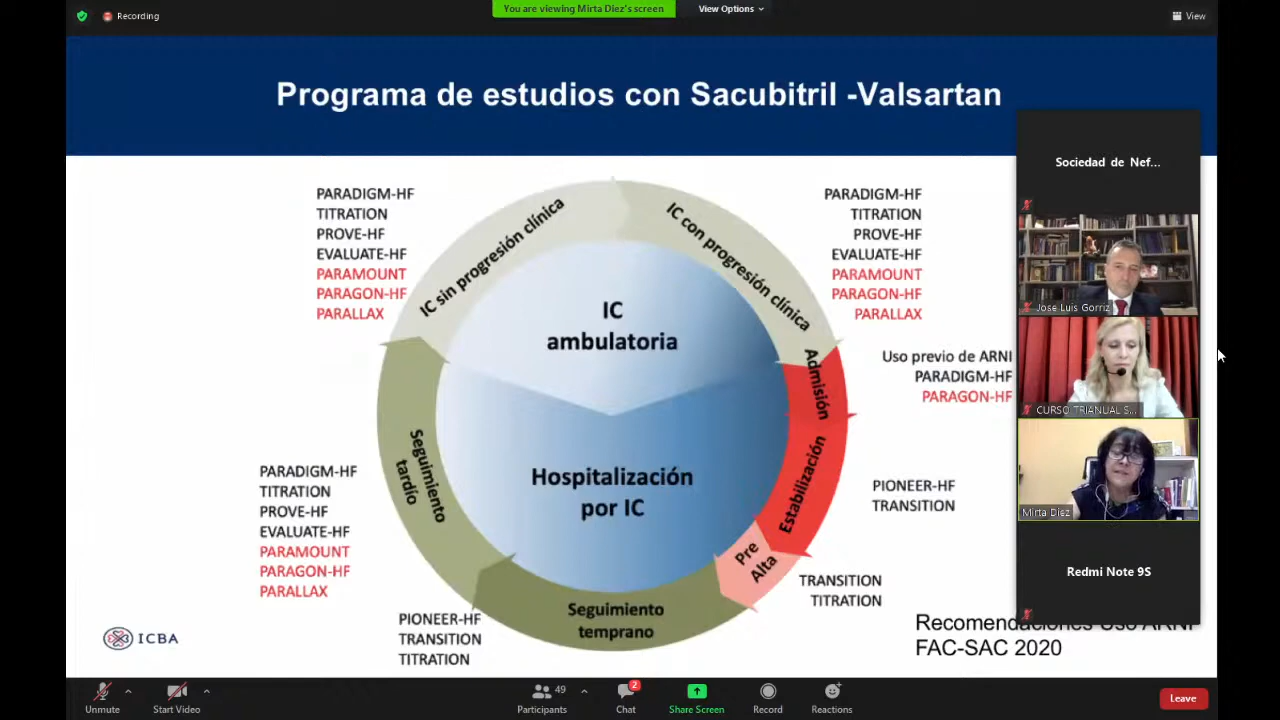 You are viewing Mirta Diez's screen
View Options
Recording
View
Programa de estudios con Sacubitril -Valsartan
PARADIGM-HF
TITRATION
PROVE-HF
EVALUATE-HF
PARAMOUNT
PARAGON-HF
PARALLAX
IC sin progresión clínica
IC con progresión clínica
PARADIGM-HF
TITRATION
PROVE-HF
EVALUATE-HF
PARAMOUNT
PARAGON-HF
PARALLAX
IC
ambulatoria
Admisión
Uso previo de ARNI
PARADIGM-HF
PARAGON-HF
Hospitalización
por IC
Estabilización
PIONEER-HF
TRANSITION
Pre
Alta
TRANSITION
TITRATION
Seguimiento
temprano
PIONEER-HF
TRANSITION
TITRATION
Seguimiento
tardío
PARADIGM-HF
TITRATION
PROVE-HF
EVALUATE-HF
PARAMOUNT
PARAGON-HF
PARALLAX
ICBA
Recomendaciones Uso ARNI
FAC-SAC 2020
Sociedad de Nef...
Jose Luis Gorriz
CURSO TRIANUAL S...
Mirta Diez
Redmi Note 9S
Unmute
Start Video
49
Participants
2
Chat
Share Screen
Record
Reactions
Leave